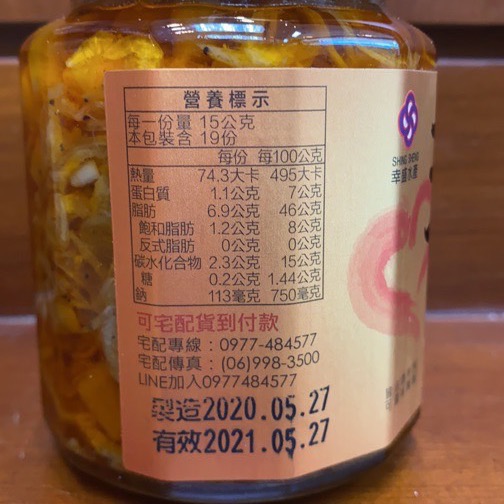 營養標示
每一份量 15公克
本包裝含 19份
每份 每100公克
熱量 74.3大卡 495大卡
蛋白質 1.1公克 7公克
脂肪 6.9公克 46公克
飽和脂肪 1.2公克 8公克
反式脂肪 0公克 0公克
碳水化合物 2.3公克 15公克
糖 0.2公克 1.44公克
鈉 113毫克 750毫克
可宅配貨到付款
宅配專線：0977-484577
宅配傳真：(06)998-3500
LINE加入0977484577
製造2020.05.27
有效2021.05.27
SHING SHENG
幸盛水產